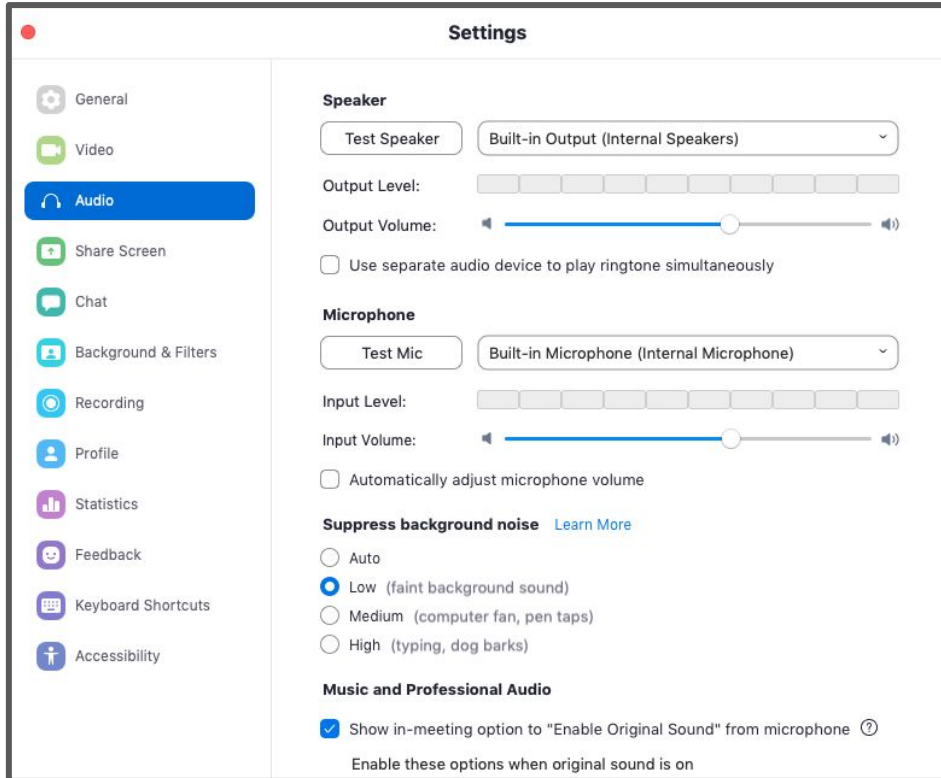 Settings
General
Video
Audio
Share Screen
Chat
Background & Filters
Recording
Profile
Statistics
Feedback
Keyboard Shortcuts
Accessibility
Speaker
Test Speaker
Built-in Output (Internal Speakers)
Output Level:
Output Volume:
Use separate audio device to play ringtone simultaneously
Microphone
Test Mic
Built-in Microphone (Internal Microphone)
Input Level:
Input Volume:
Automatically adjust microphone volume
Suppress background noise Learn More
Auto
Low (faint background sound)
Medium (computer fan, pen taps)
High (typing, dog barks)
Music and Professional Audio
Show in-meeting option to "Enable Original Sound" from microphone ?
Enable these options when original sound is on